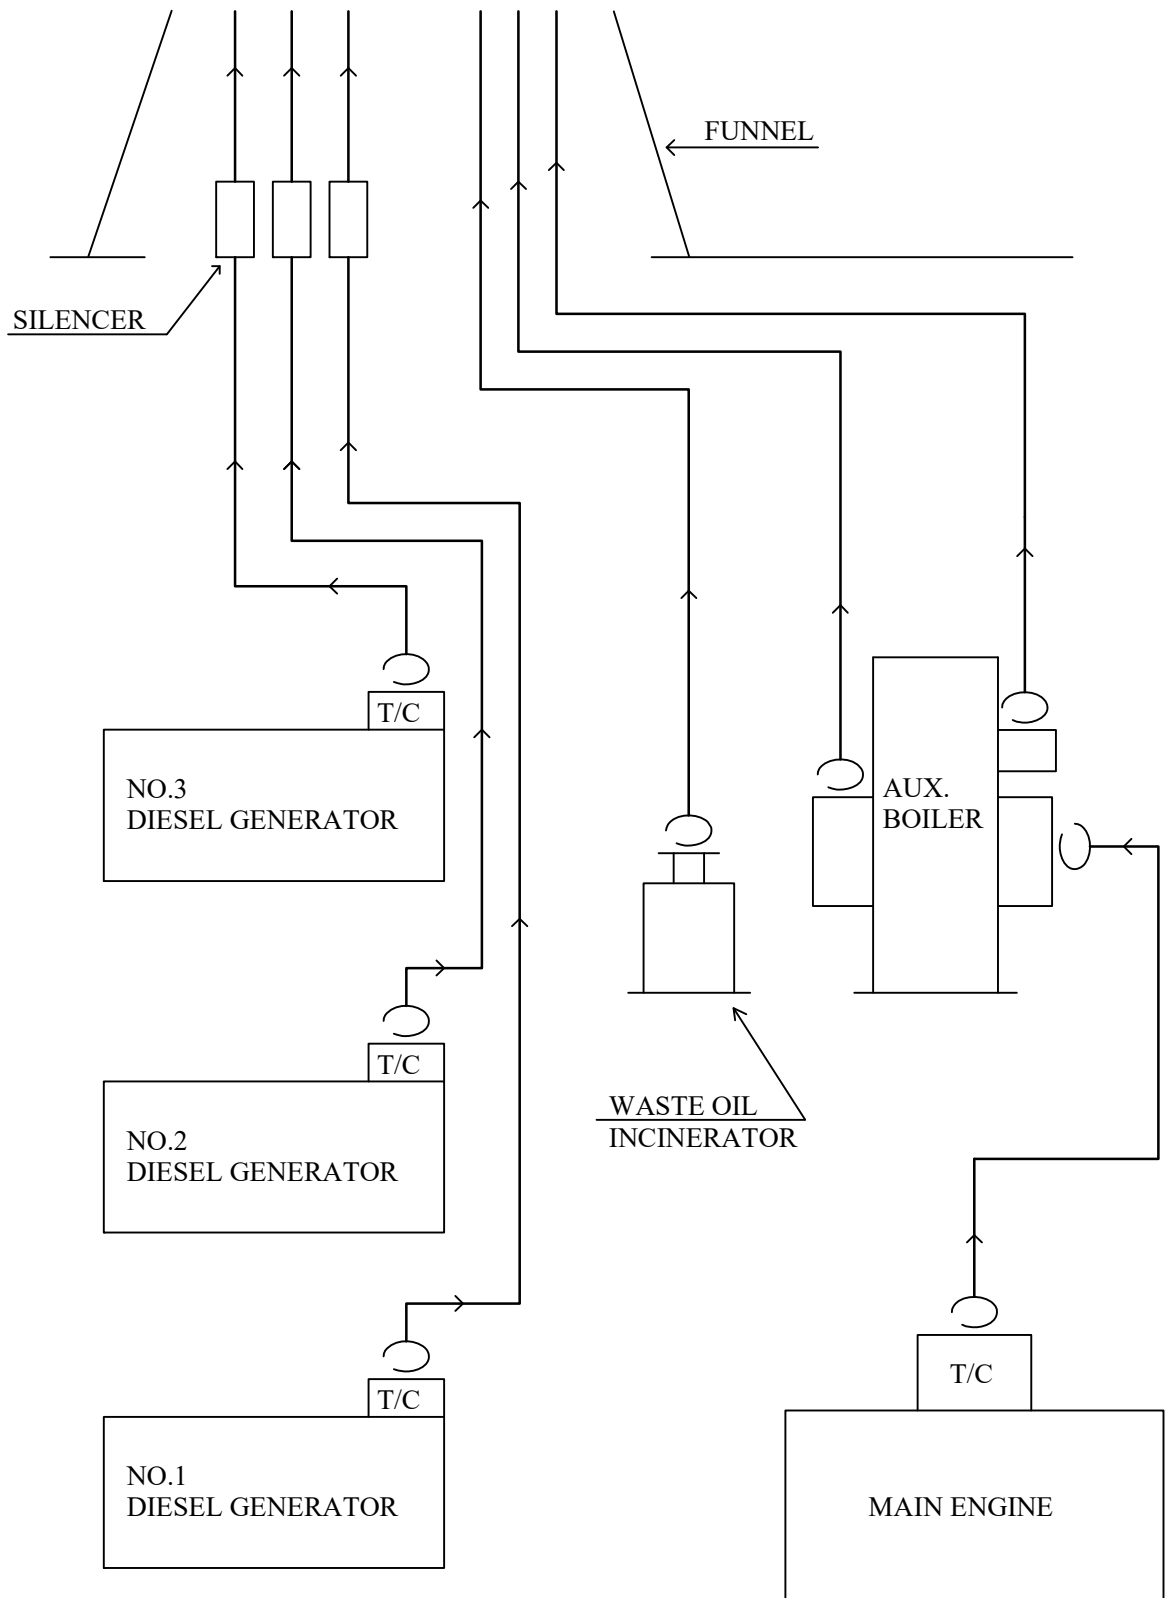 FUNNEL
SILENCER
T/C
NO.3
DIESEL GENERATOR
AUX.
BOILER
T/C
WASTE OIL
INCINERATOR
NO.2
DIESEL GENERATOR
T/C
T/C
NO.1
DIESEL GENERATOR
MAIN ENGINE